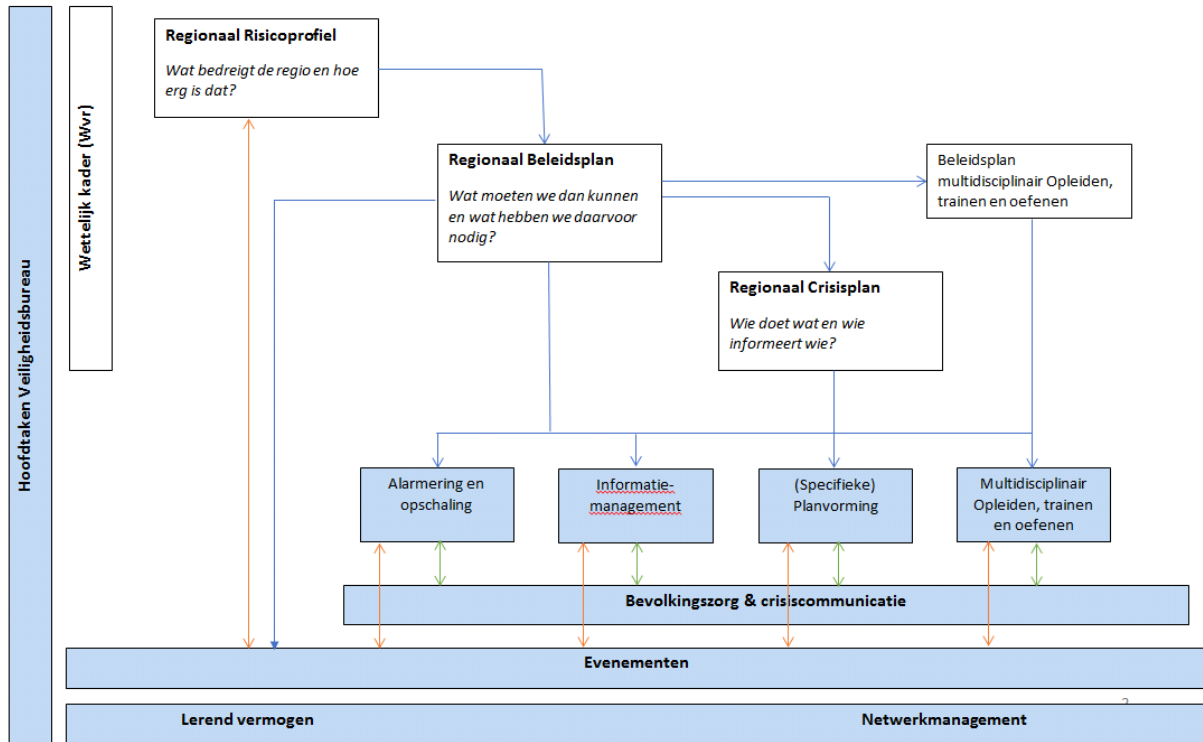 Hoofdtaken Veiligheidsbureau
Wettelijk kader (Wvr)
Regionaal Risicoprofiel
Wat bedreigt de regio en hoe
erg is dat?
Regionaal Beleidsplan
Wat moeten we dan kunnen
en wat hebben we daarvoor
nodig?
Beleidsplan
multidisciplinair Opleiden,
trainen en oefenen
Regionaal Crisisplan
Wie doet wat en wie
informeert wie?
Alarmering en
opschaling
Informatie-
management
(Specifieke)
Planvorming
Multidisciplinair
Opleiden, trainen
en oefenen
Bevolkingszorg & crisiscommunicatie
Evenementen
Lerend vermogen
Netwerkmanagement